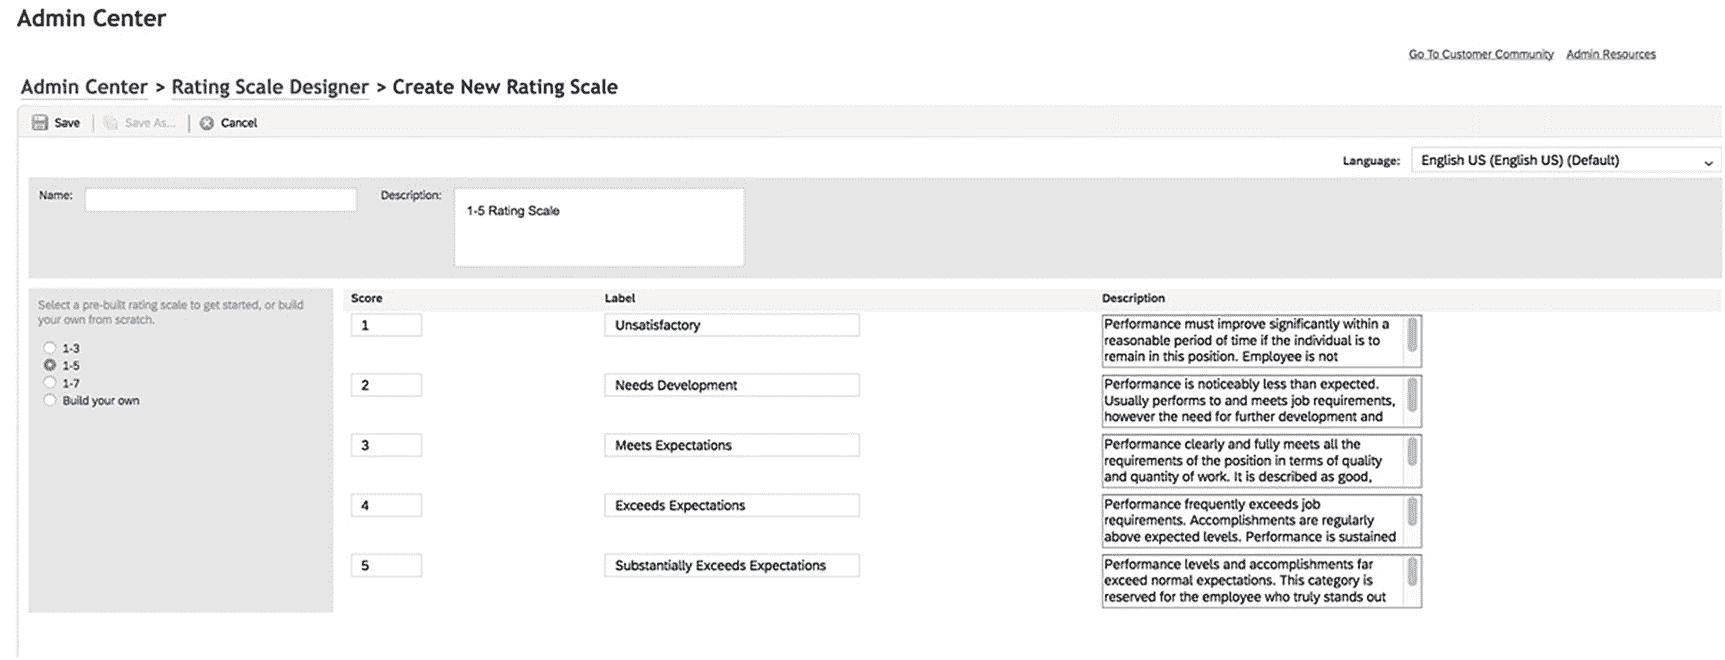 Admin Center
Go To Customer Community Admin Resources
Admin Center > Rating Scale Designer > Create New Rating Scale
Save Save As... Cancel
Language: English US (English US) (Default)
Name: Description:
1-5 Rating Scale
Select a pre-built rating scale to get started, or build
your own from scratch.
1-3
1-5
1-7
Build your own
Score Label Description
1 Unsatisfactory
Performance must improve significantly within a
reasonable period of time if the individual is to
remain in this position. Employee is not
2 Needs Development
Performance is noticeably less than expected.
Usually performs to and meets job requirements,
however the need for further development and
3 Meets Expectations
Performance clearly and fully meets all the
requirements of the position in terms of quality
and quantity of work. It is described as good,
4 Exceeds Expectations
Performance frequently exceeds job
requirements. Accomplishments are regularly
above expected levels. Performance is sustained
5 Substantially Exceeds Expectations
Performance levels and accomplishments far
exceed normal expectations. This category is
reserved for the employee who truly stands out